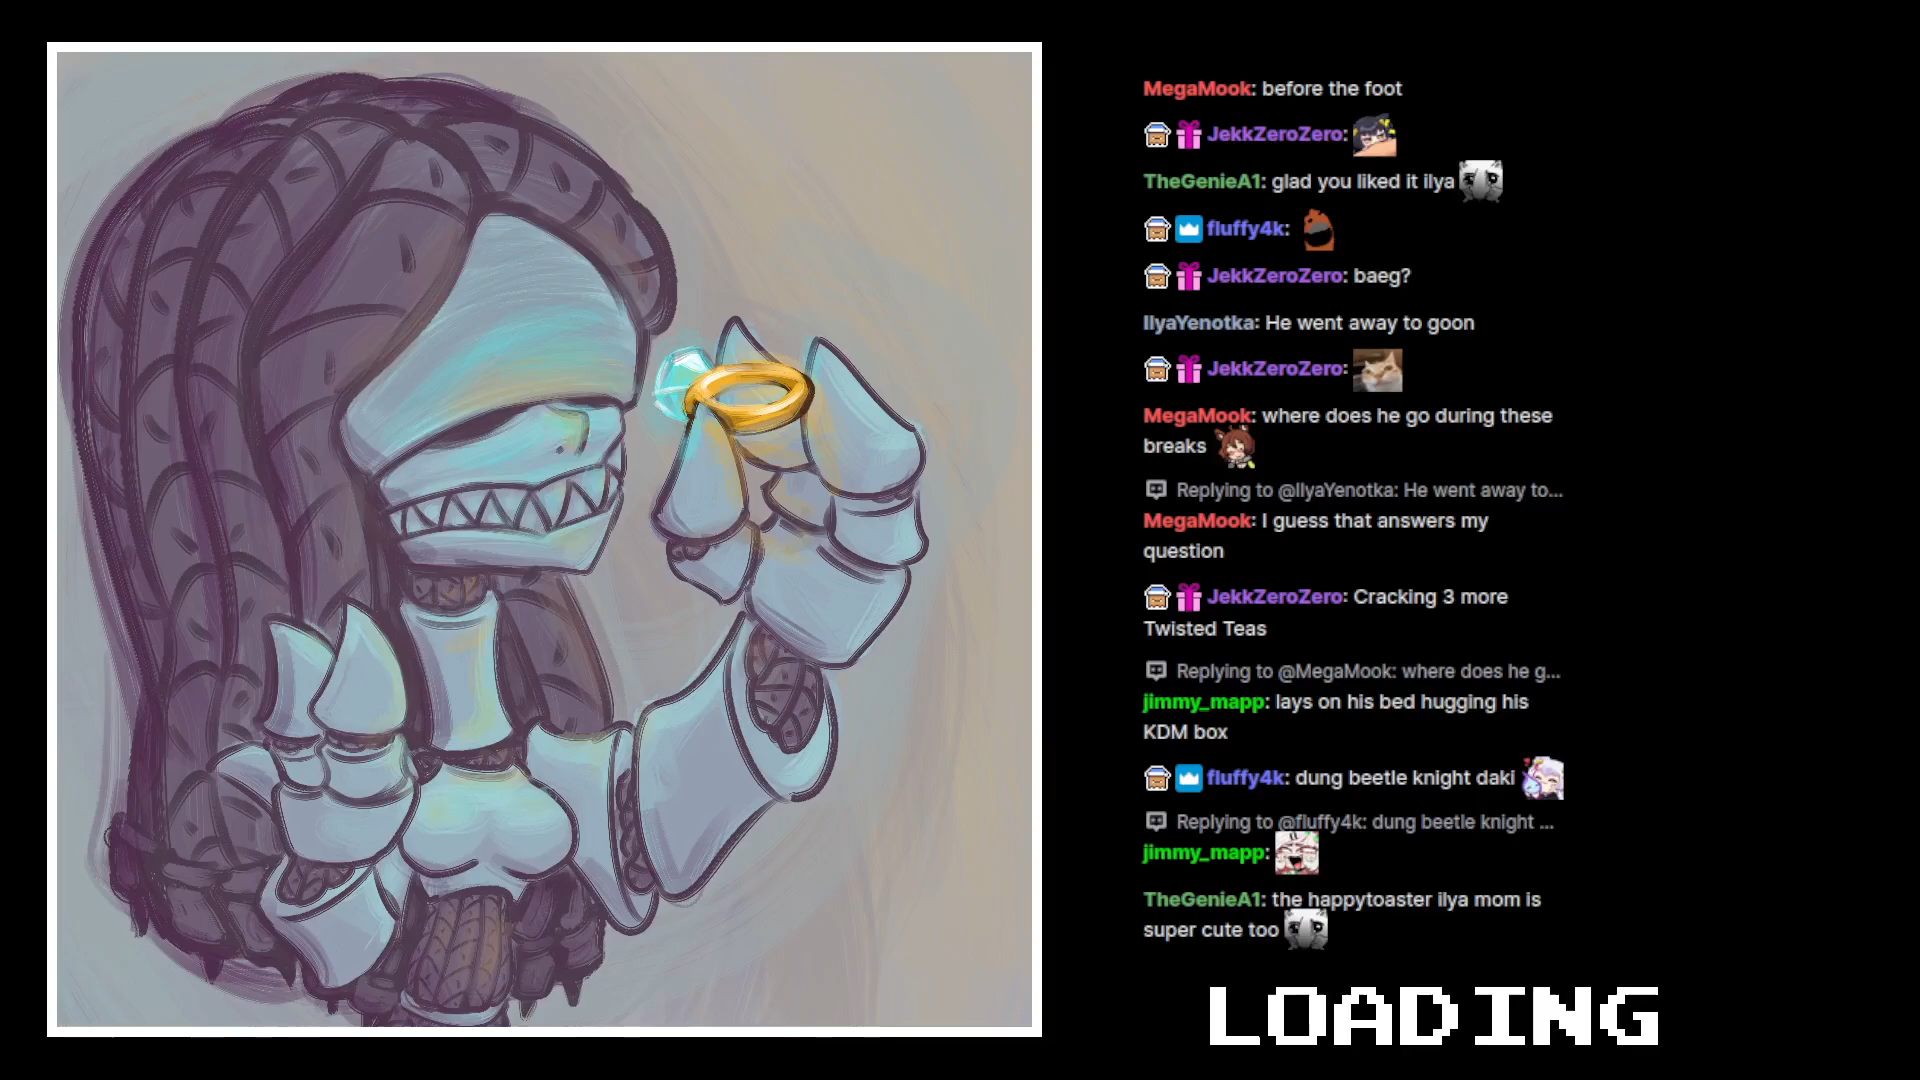 MegaMook: before the foot
JekkZeroZero:
TheGenieA1: glad you liked it ilya
fluffy4k:
JekkZeroZero: baeg?
IlyaYenotka: He went away to goon
JekkZeroZero:
MegaMook: where does he go during these
breaks
Replying to @IlyaYenotka: He went away to...
MegaMook: I guess that answers my
question
JekkZeroZero: Cracking 3 more
Twisted Teas
Replying to @MegaMook: where does he g...
jimmy_mapp: lays on his bed hugging his
KDM box
fluffy4k: dung beetle knight daki
Replying to @fluffy4k: dung beetle knight ...
jimmy_mapp:
TheGenieA1: the happytoaster ilya mom is
super cute too
LOADING